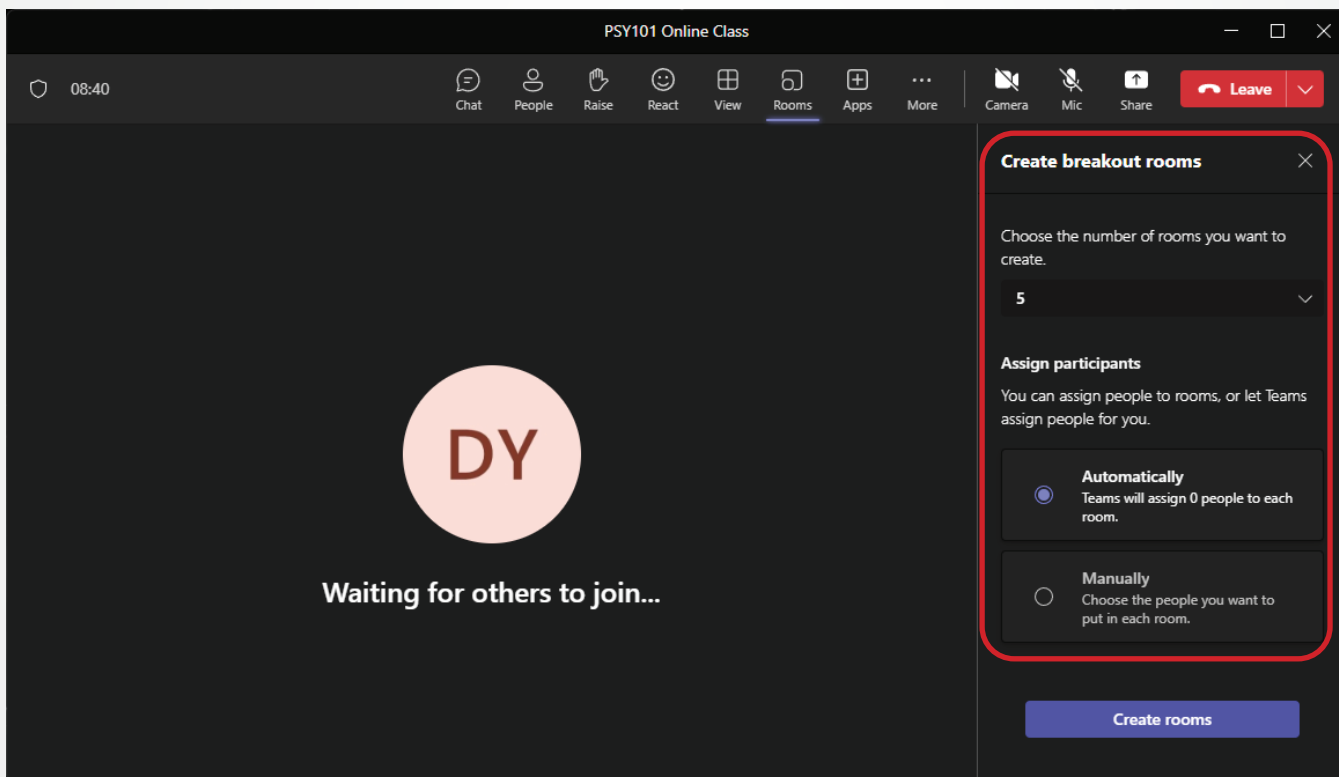 PSY101 Online Class
08:40
Chat People Raise React View Rooms Apps More Camera Mic Share Leave
Create breakout rooms
Choose the number of rooms you want to
create.
5
Assign participants
You can assign people to rooms, or let Teams
assign people for you.
Automatically
Teams will assign 0 people to each
room.
Manually
Choose the people you want to
put in each room.
Create rooms
DY
Waiting for others to join...